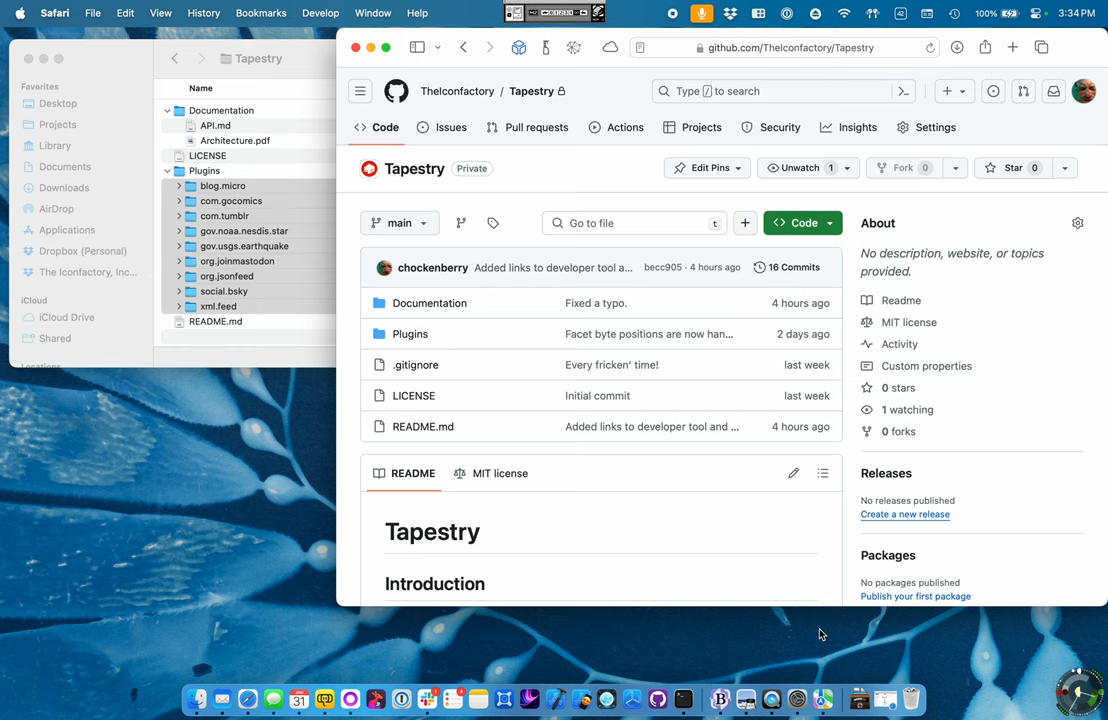 Safari File Edit View History Bookmarks Develop Window Help
42 100% 3:34 PM
Favorites
Desktop
Projects
Library
Documents
Downloads
AirDrop
Applications
Dropbox (Personal)
The Iconfactory, Inc...
iCloud
iCloud Drive
Shared
Tapestry
Name
Documentation
API.md
Architecture.pdf
LICENSE
Plugins
blog.micro
com.gocomics
com.tumblr
gov.noaa.nesdis.star
gov.usgs.earthquake
org.joinmastodon
org.jsonfeed
social.bsky
xml.feed
README.md
github.com/TheIconfactory/Tapestry
TheIconfactory / Tapestry
Type / to search
Code Issues Pull requests Actions Projects Security Insights Settings
Tapestry Private
Edit Pins Unwatch 1 Fork 0 Star 0
main Go to file t Code
chockenberry Added links to developer tool a... becc905 · 4 hours ago 16 Commits
Documentation Fixed a typo. 4 hours ago
Plugins Facet byte positions are now han... 2 days ago
.gitignore Every fricken' time! last week
LICENSE Initial commit last week
README.md Added links to developer tool and ... 4 hours ago
README MIT license
Tapestry
Introduction
About
No description, website, or topics
provided.
Readme
MIT license
Activity
Custom properties
0 stars
1 watching
0 forks
Releases
No releases published
Create a new release
Packages
No packages published
Publish your first package
31